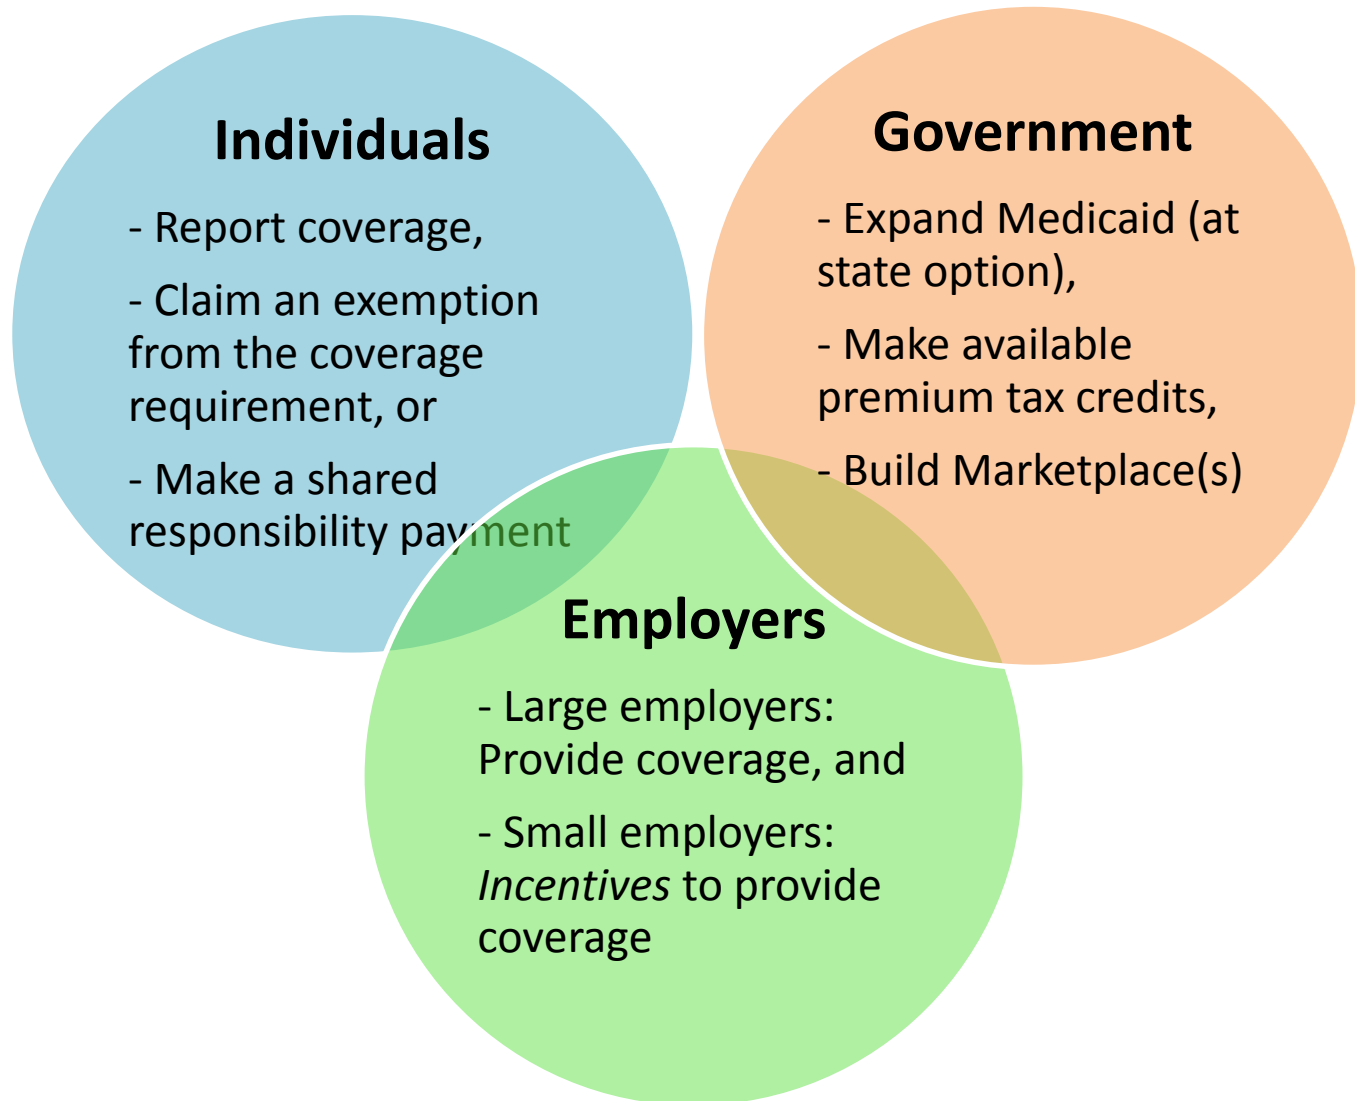 Individuals
- Report coverage,
- Claim an exemption
from the coverage
requirement, or
- Make a shared
responsibility payment
Government
- Expand Medicaid (at
state option),
- Make available
premium tax credits,
- Build Marketplace(s)
Employers
- Large employers:
Provide coverage, and
- Small employers:
Incentives to provide
coverage